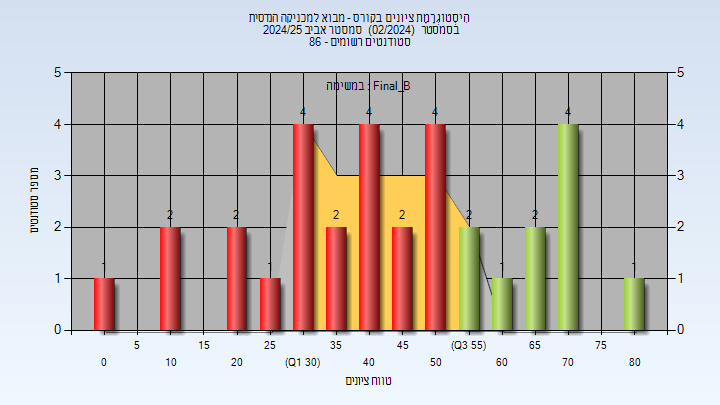 היסטוגרמת ציונים בקורס - מבוא למכניקה הנדסית
בסמסטר (02/2024) סמסטר אביב 2024/25
סטודנטים רשומים - 86
במשימה : Final_B
מספר סטודנטים
5 5
4 4
3 3
2 2
1 1
0 0
1 2 2 1 4 2 4 2 4 2 1 2 4 1
5 15 25 35 45 (Q3 55) 65 75
0 10 20 (Q1 30) 40 50 60 70 80
טווח ציונים